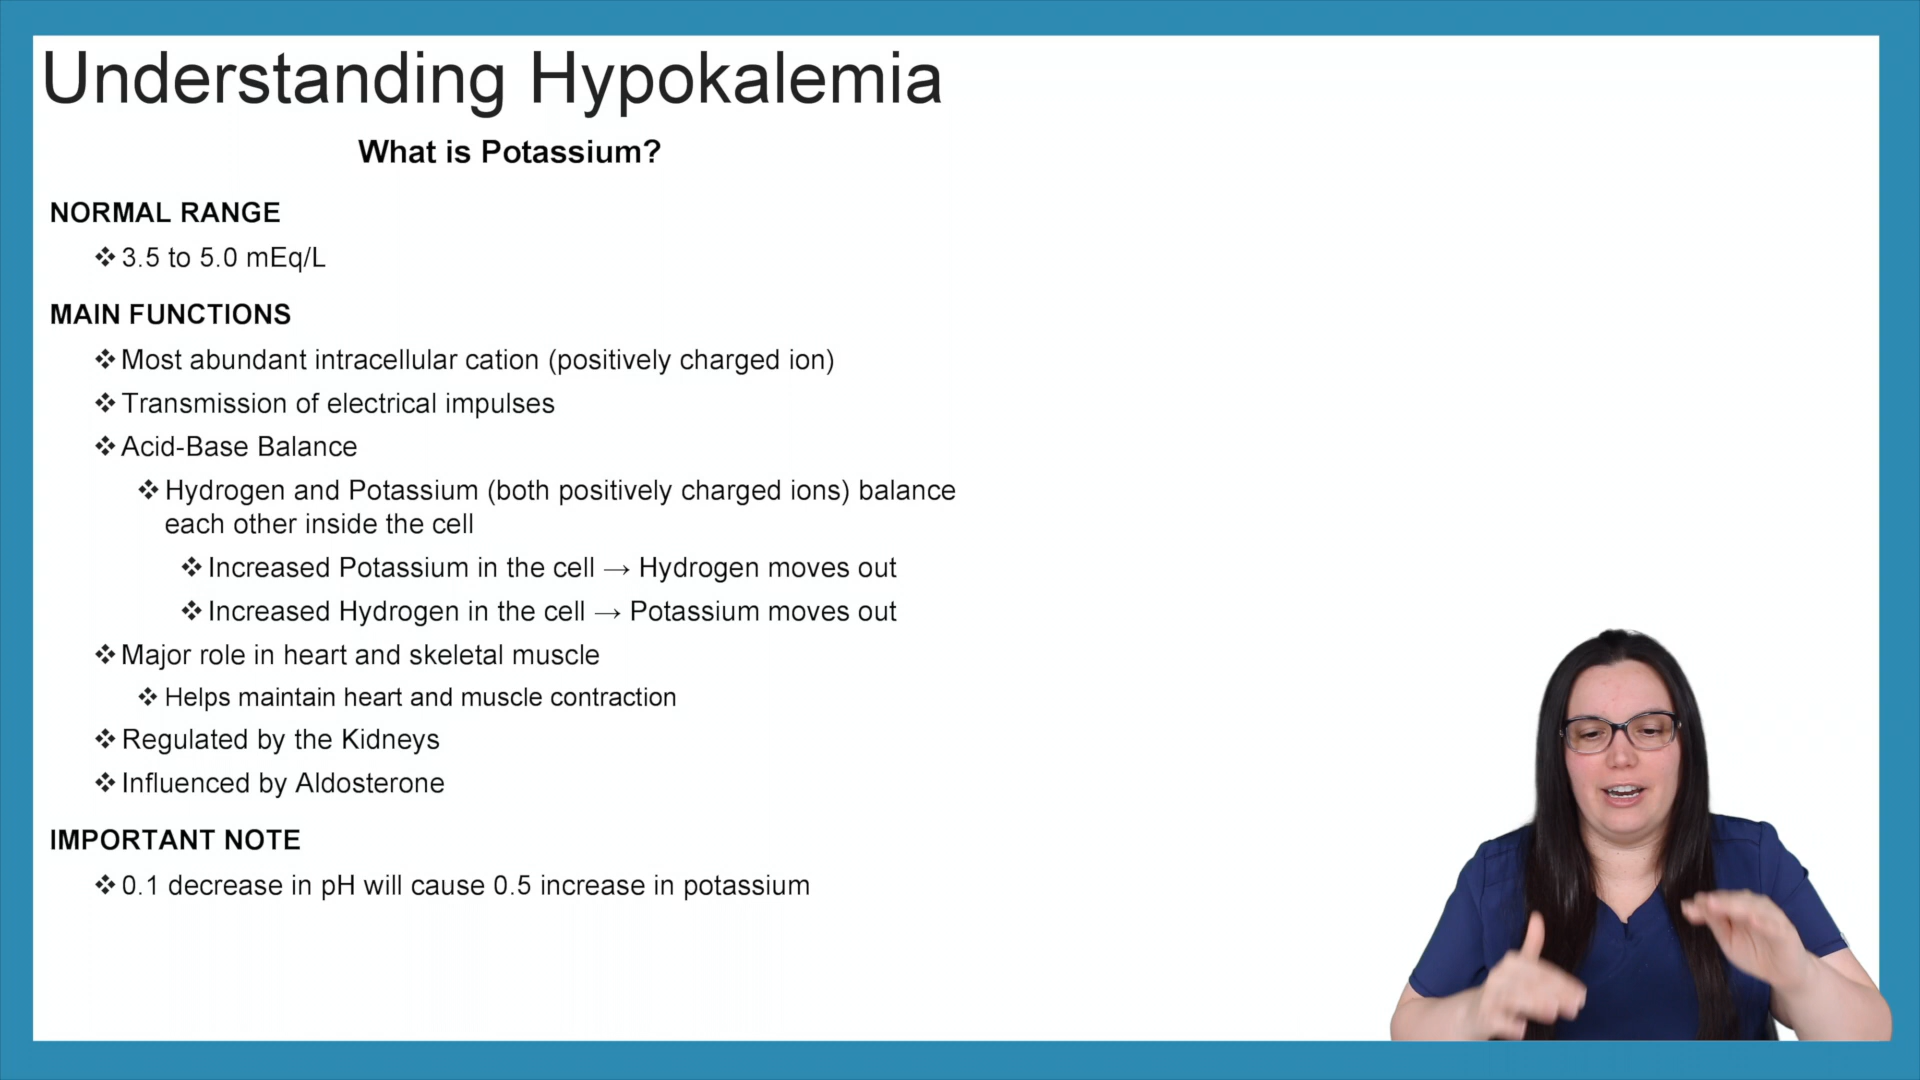 Understanding Hypokalemia
What is Potassium?
NORMAL RANGE
❖ 3.5 to 5.0 mEq/L
MAIN FUNCTIONS
❖ Most abundant intracellular cation (positively charged ion)
❖ Transmission of electrical impulses
❖ Acid-Base Balance
❖ Hydrogen and Potassium (both positively charged ions) balance
each other inside the cell
❖ Increased Potassium in the cell → Hydrogen moves out
❖ Increased Hydrogen in the cell → Potassium moves out
❖ Major role in heart and skeletal muscle
❖ Helps maintain heart and muscle contraction
❖ Regulated by the Kidneys
❖ Influenced by Aldosterone
IMPORTANT NOTE
❖ 0.1 decrease in pH will cause 0.5 increase in potassium